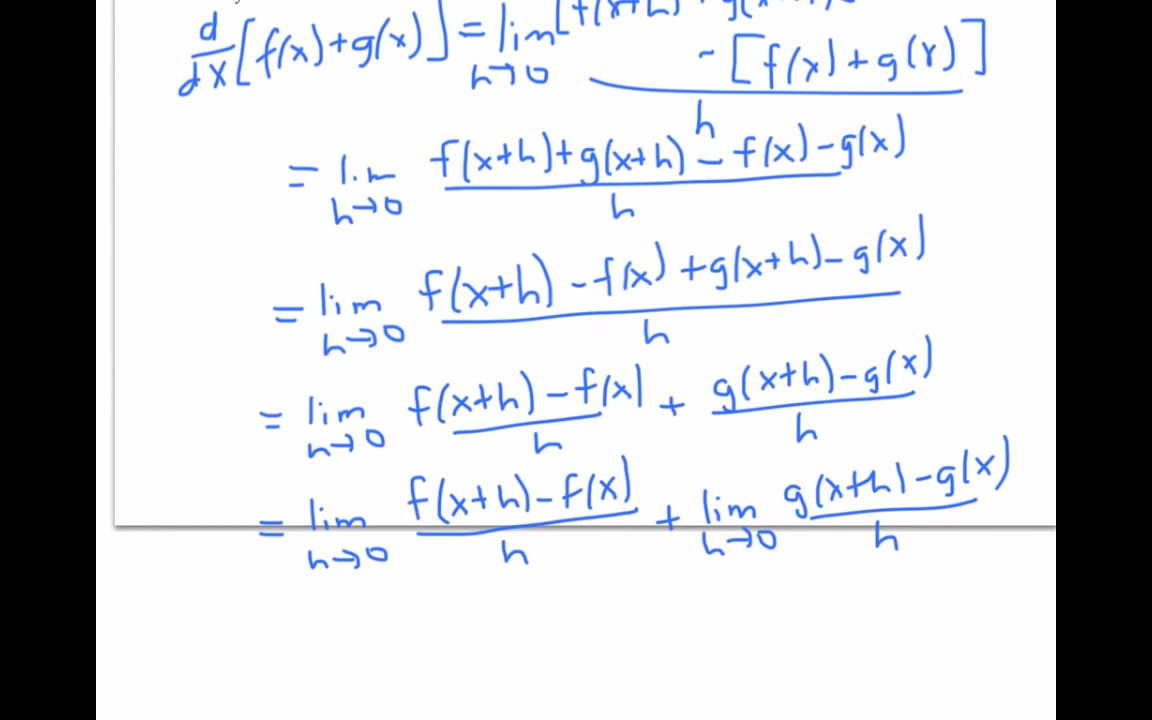 d/dx [f(x)+g(x)] = lim h→0 [f(x+h) + g(x
- [f(x)+g(x)]
h
= lim h→0 f(x+h)+g(x+h) - f(x) - g(x) / h
= lim h→0 f(x+h) - f(x) + g(x+h) - g(x) / h
= lim h→0 f(x+h) - f(x) / h + g(x+h) - g(x) / h
= lim h→0 f(x+h) - f(x) / h + lim h→0 g(x+h) - g(x) / h